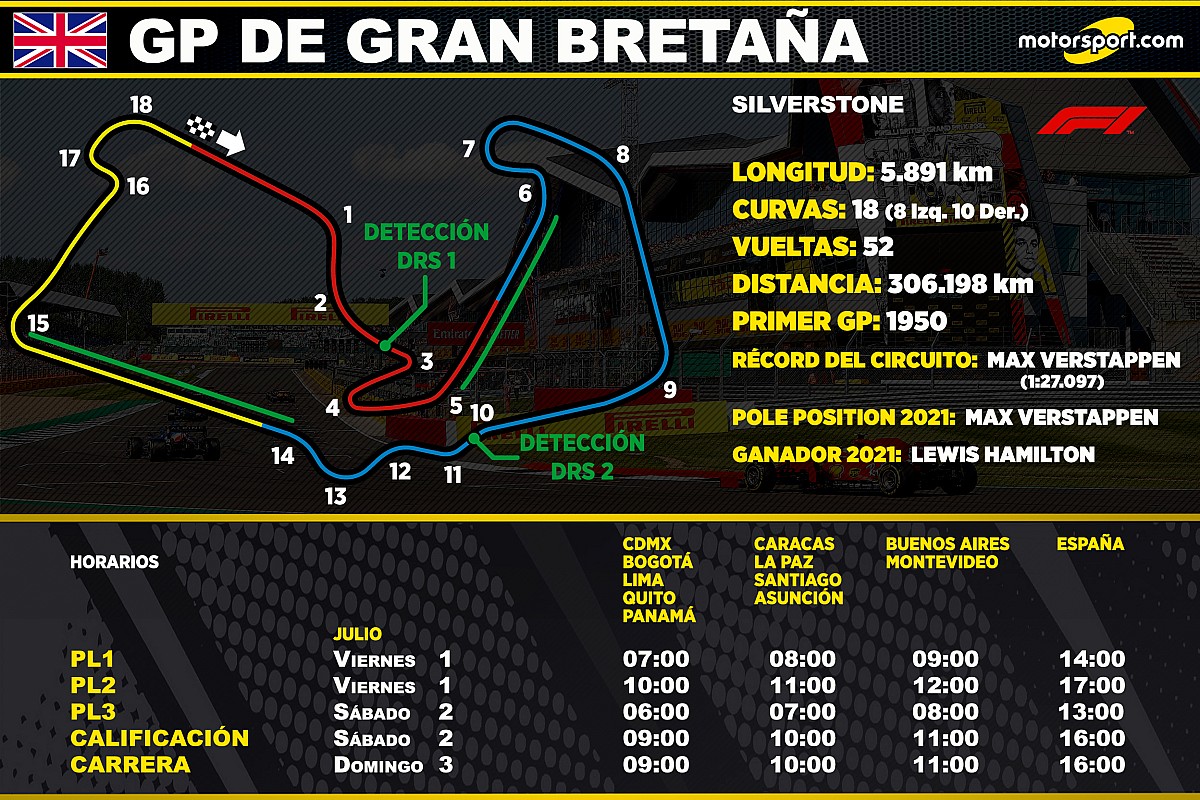 GP DE GRAN BRETAÑA
motorsport.com
SILVERSTONE
F1
LONGITUD: 5.891 km
CURVAS: 18 (8 Izq. 10 Der.)
VUELTAS: 52
DISTANCIA: 306.198 km
PRIMER GP: 1950
RÉCORD DEL CIRCUITO: MAX VERSTAPPEN
(1:27.097)
POLE POSITION 2021: MAX VERSTAPPEN
GANADOR 2021: LEWIS HAMILTON
18
17
16
7
8
6
1
DETECCIÓN
DRS 1
2
15
3
4
5
10
9
14
12
11
13
DETECCIÓN
DRS 2
PIRELLI
PIRELLI
PIRELLI
HORARIOS
CDMX
BOGOTÁ
LIMA
QUITO
PANAMÁ
CARACAS
LA PAZ
SANTIAGO
ASUNCIÓN
BUENOS AIRES
MONTEVIDEO
ESPAÑA
JULIO
PL1 VIERNES 1 07:00 08:00 09:00 14:00
PL2 VIERNES 1 10:00 11:00 12:00 17:00
PL3 SÁBADO 2 06:00 07:00 08:00 13:00
CALIFICACIÓN SÁBADO 2 09:00 10:00 11:00 16:00
CARRERA DOMINGO 3 09:00 10:00 11:00 16:00